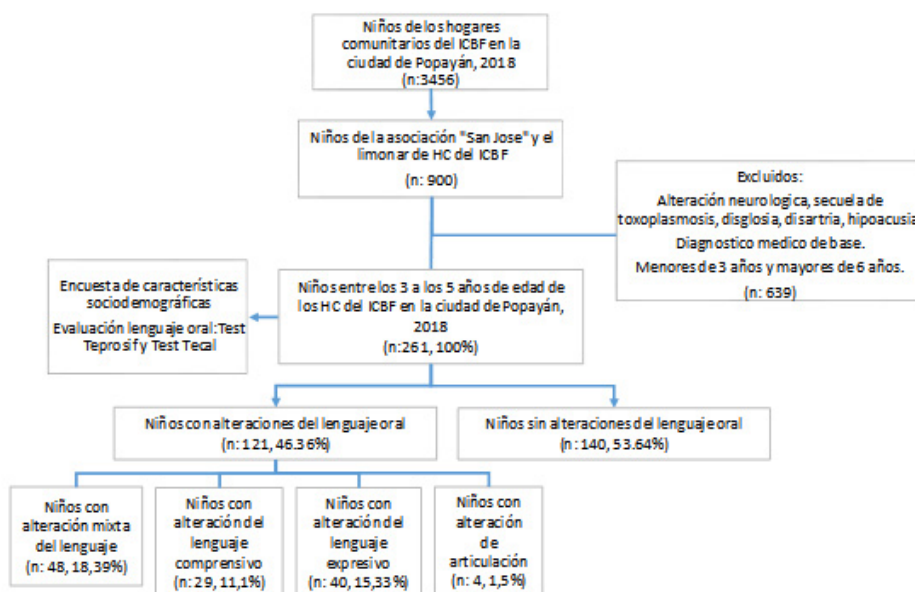 Niños de los hogares
comunitarios del ICBF en la
ciudad de Popayán, 2018
(n:3456)
Niños de la asociación "San Jose" y el
limonar de HC del ICBF
(n: 900)
Excluidos:
Alteración neurologica, secuela de
toxoplasmosis, disglosia, disartria, hipoacusia.
Diagnostico medico de base.
Menores de 3 años y mayores de 6 años.
(n: 639)
Encuesta de características
sociodemográficas
Evaluación lenguaje oral:Test
Teprosif y Test Tecal
Niños entre los 3 a los 5 años de edad de
los HC del ICBF en la ciudad de Popayán,
2018
(n:261, 100%)
Niños con alteraciones del lenguaje oral
(n: 121, 46.36%)
Niños sin alteraciones del lenguaje oral
(n: 140, 53.64%)
Niños con
alteración mixta
del lenguaje
(n: 48, 18,39%)
Niños con
alteración del
lenguaje
comprensivo
(n: 29, 11,1%)
Niños con
alteración del
lenguaje
expresivo
(n: 40, 15,33%)
Niños con
alteración
de
articulación
(n: 4, 1,5%)